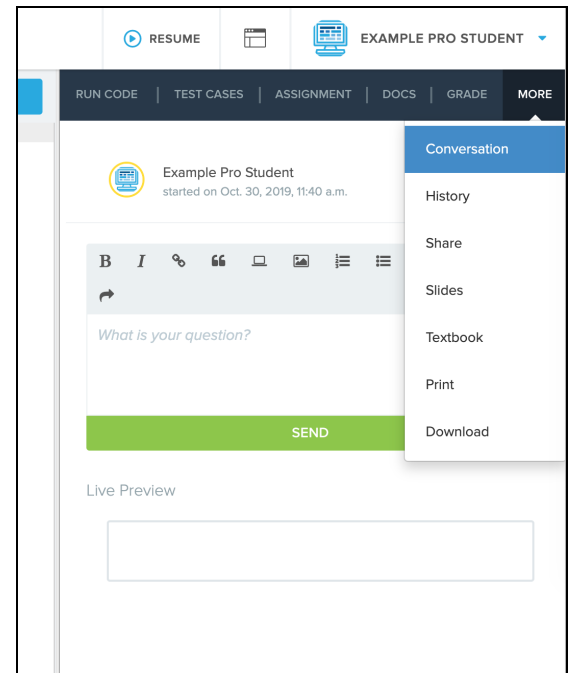 RESUME
EXAMPLE PRO STUDENT
RUN CODE | TEST CASES | ASSIGNMENT | DOCS | GRADE MORE
Conversation
History
Share
Slides
Textbook
Print
Download
Example Pro Student
started on Oct. 30, 2019, 11:40 a.m.
B I
What is your question?
SEND
Live Preview